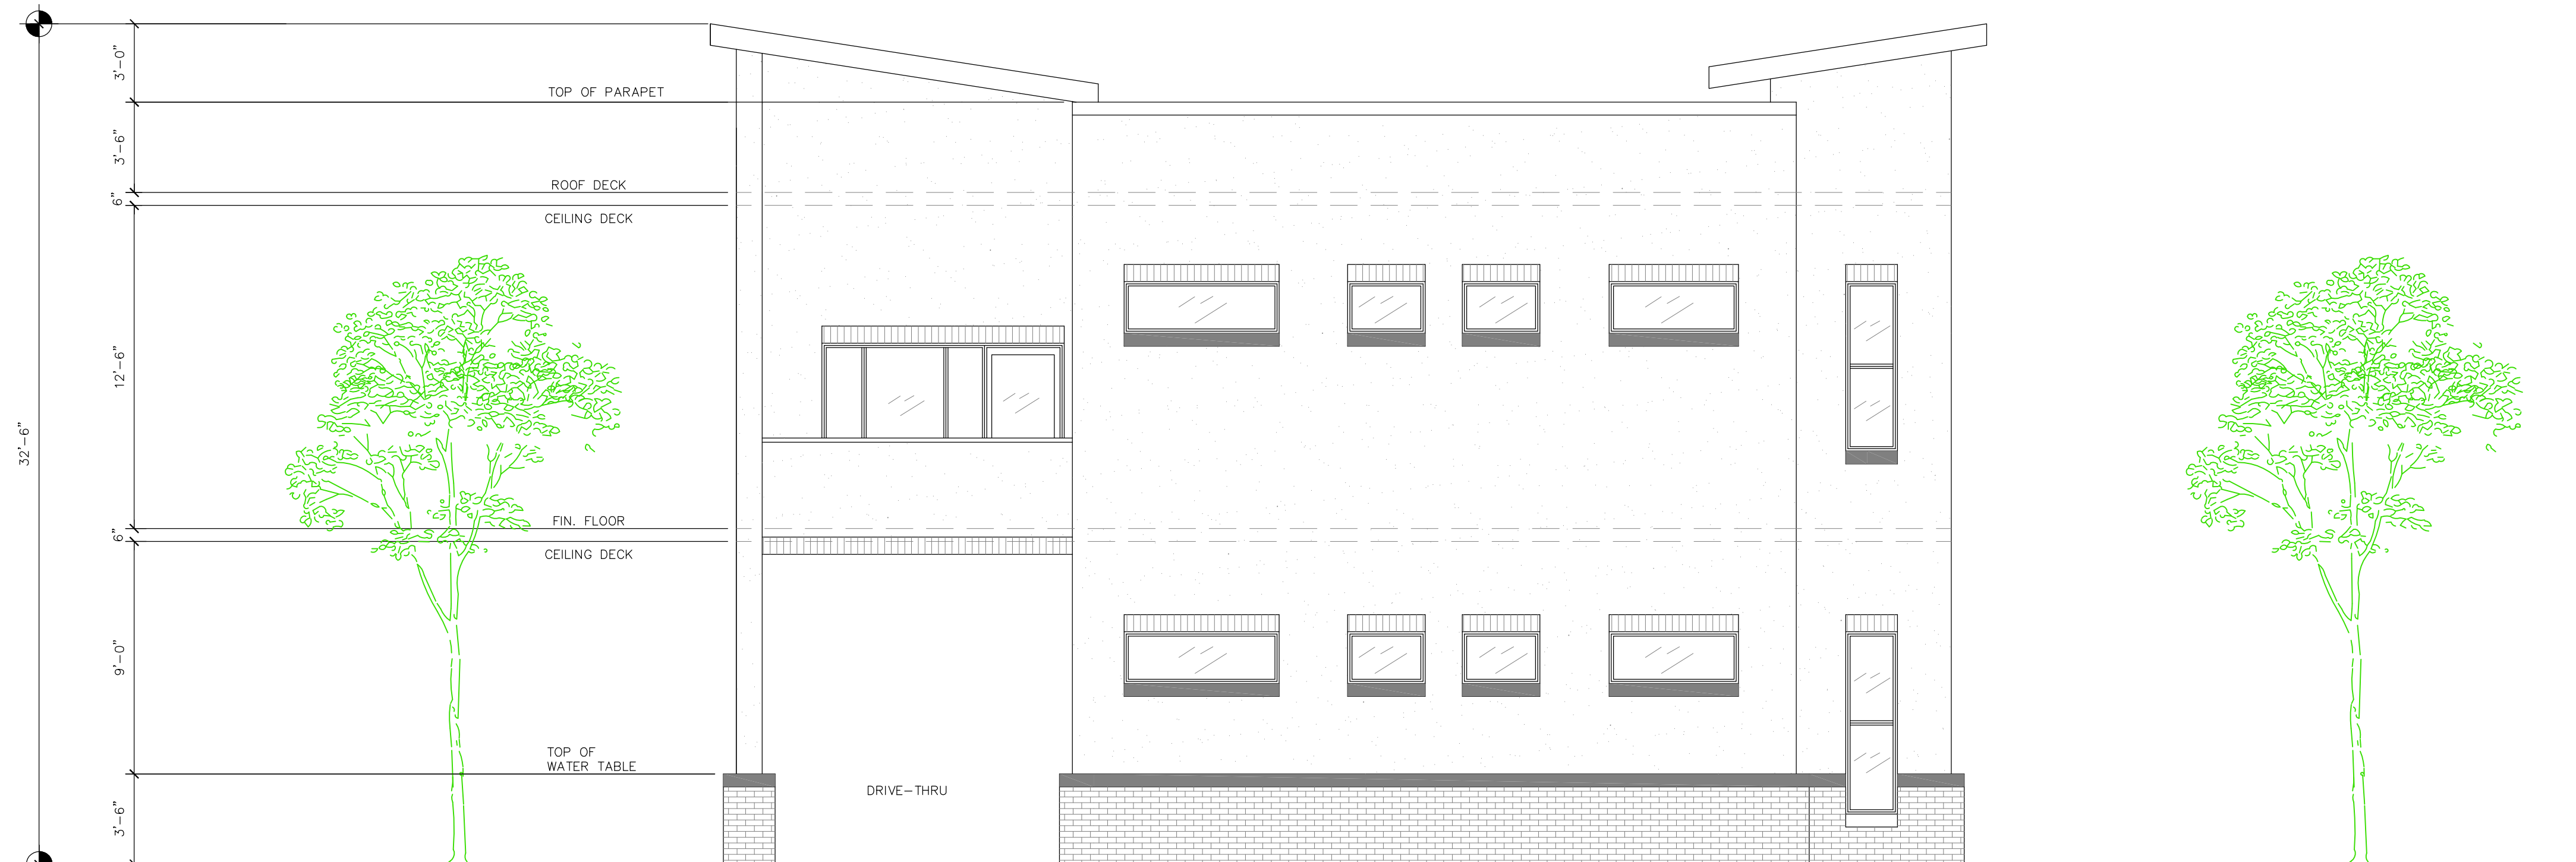 3'-0"
TOP OF PARAPET
3'-6"
ROOF DECK
6"
CEILING DECK
12'-6"
32'-6"
FIN. FLOOR
6"
CEILING DECK
9'-0"
TOP OF
WATER TABLE
DRIVE-THRU
3'-6"